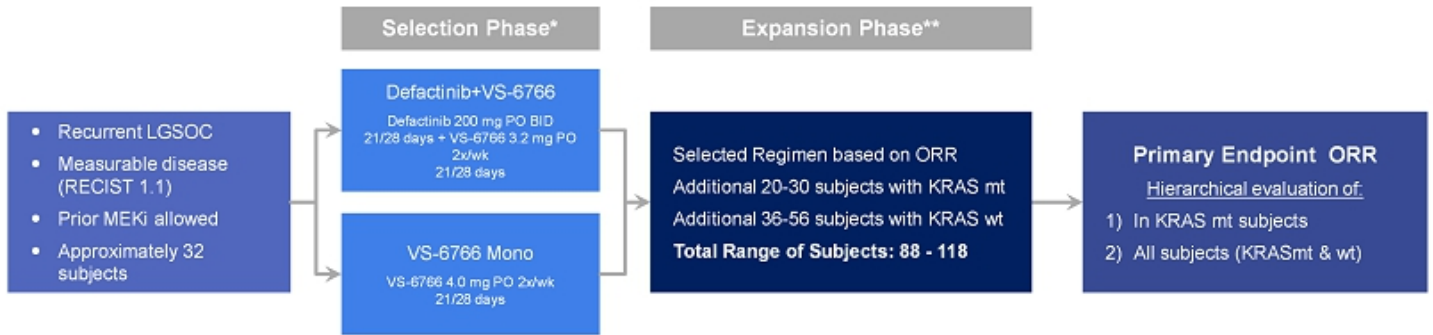 Selection Phase*
Expansion Phase**
• Recurrent LGSOC
• Measurable disease
(RECIST 1.1)
• Prior MEKi allowed
• Approximately 32
subjects
Defactinib+VS-6766
Defactinib 200 mg PO BID
21/28 days + VS-6766 3.2 mg PO
2x/wk
21/28 days
VS-6766 Mono
VS-6766 4.0 mg PO 2x/wk
21/28 days
Selected Regimen based on ORR
Additional 20-30 subjects with KRAS mt
Additional 36-56 subjects with KRAS wt
Total Range of Subjects: 88 - 118
Primary Endpoint ORR
Hierarchical evaluation of:
1) In KRAS mt subjects
2) All subjects (KRASmt & wt)